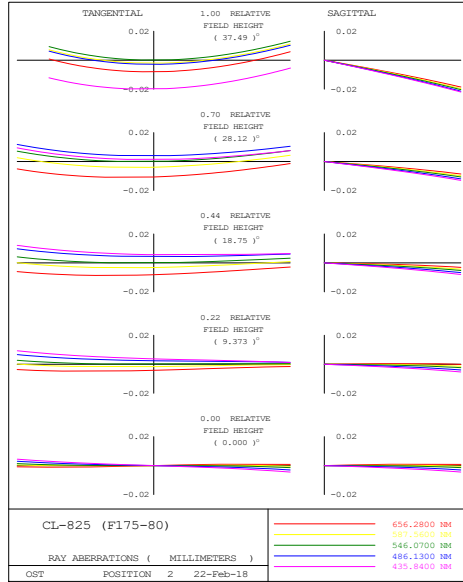 TANGENTIAL 1.00 RELATIVE SAGITTAL
FIELD HEIGHT
0.02 ( 37.49 )° 0.02
-0.02 -0.02
0.70 RELATIVE
FIELD HEIGHT
0.02 ( 28.12 )° 0.02
-0.02 -0.02
0.44 RELATIVE
FIELD HEIGHT
0.02 ( 18.75 )° 0.02
-0.02 -0.02
0.22 RELATIVE
FIELD HEIGHT
0.02 ( 9.373 )° 0.02
-0.02 -0.02
0.00 RELATIVE
FIELD HEIGHT
0.02 ( 0.000 )° 0.02
-0.02 -0.02
CL-825 (F175-80)
RAY ABERRATIONS ( MILLIMETERS )
OST POSITION 2 22-Feb-18
656.2800 NM
546.0700 NM
486.1300 NM
435.8400 NM